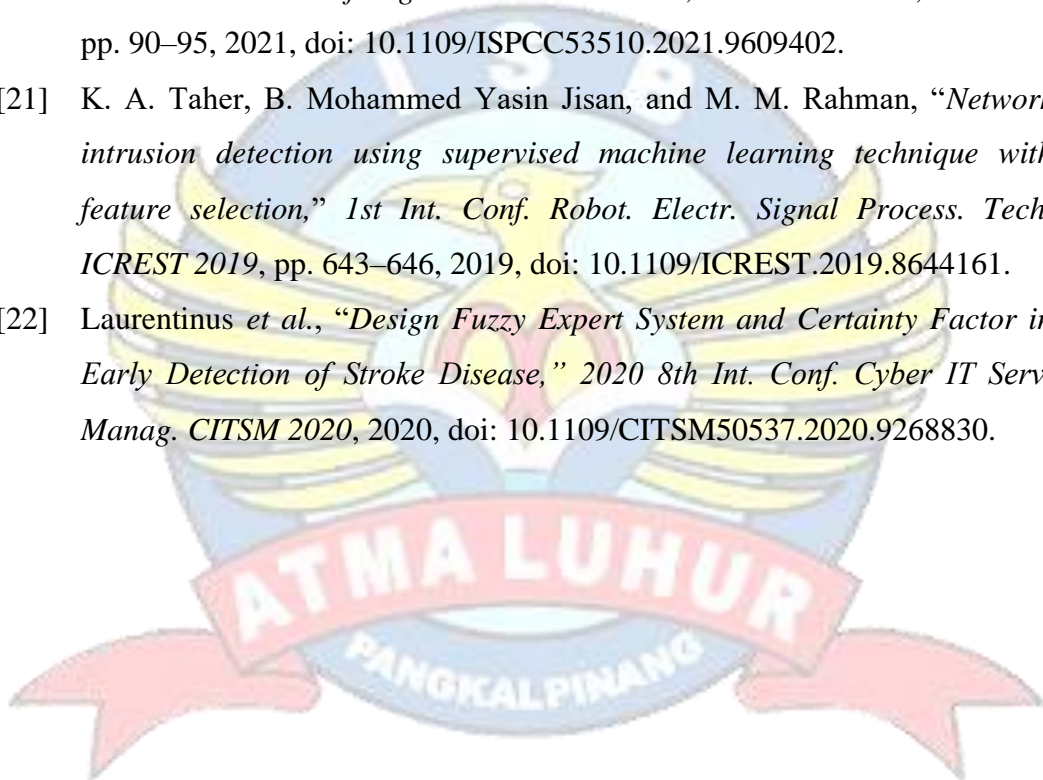 pp. 90–95, 2021, doi: 10.1109/ISPCC53510.2021.9609402.
[21] K. A. Taher, B. Mohammed Yasin Jisan, and M. M. Rahman, “Network
intrusion detection using supervised machine learning technique with
feature selection,” 1st Int. Conf. Robot. Electr. Signal Process. Tech.
ICREST 2019, pp. 643–646, 2019, doi: 10.1109/ICREST.2019.8644161.
[22] Laurentinus et al., “Design Fuzzy Expert System and Certainty Factor in
Early Detection of Stroke Disease,” 2020 8th Int. Conf. Cyber IT Serv.
Manag. CITSM 2020, 2020, doi: 10.1109/CITSM50537.2020.9268830.
I S B
ATMA LUHUR
PANGKALPINANG